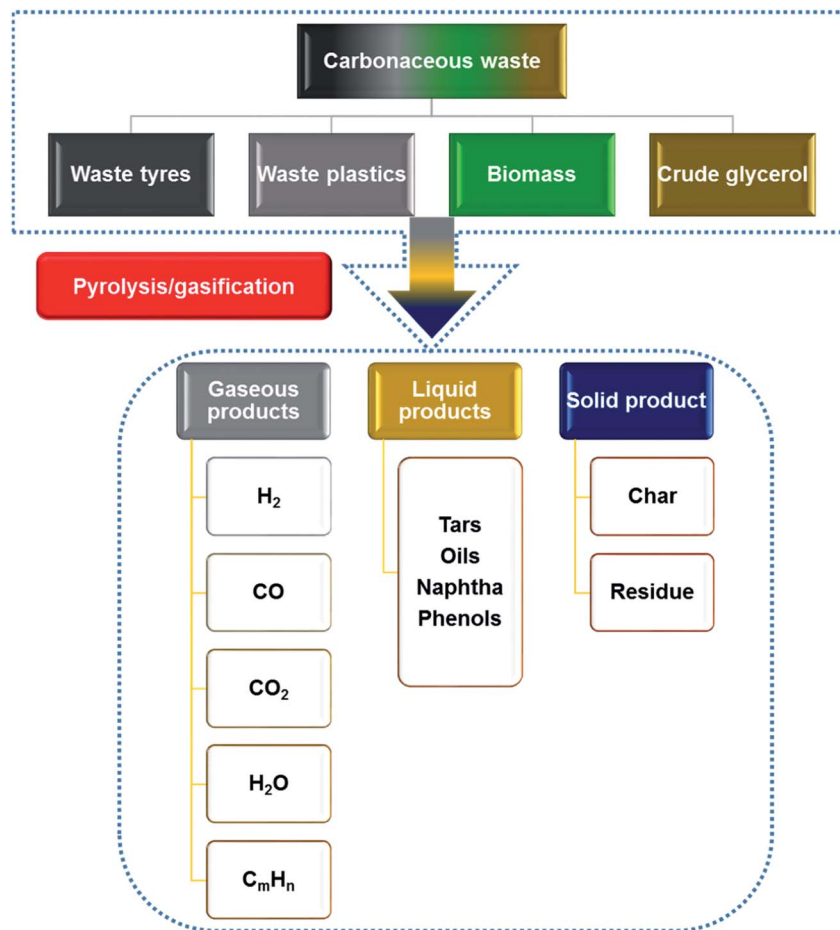 Carbonaceous waste
Waste tyres
Waste plastics
Biomass
Crude glycerol
Pyrolysis/gasification
Gaseous
products
Liquid
products
Solid product
H₂
CO
CO₂
H₂O
CₘHₙ
Tars
Oils
Naphtha
Phenols
Char
Residue